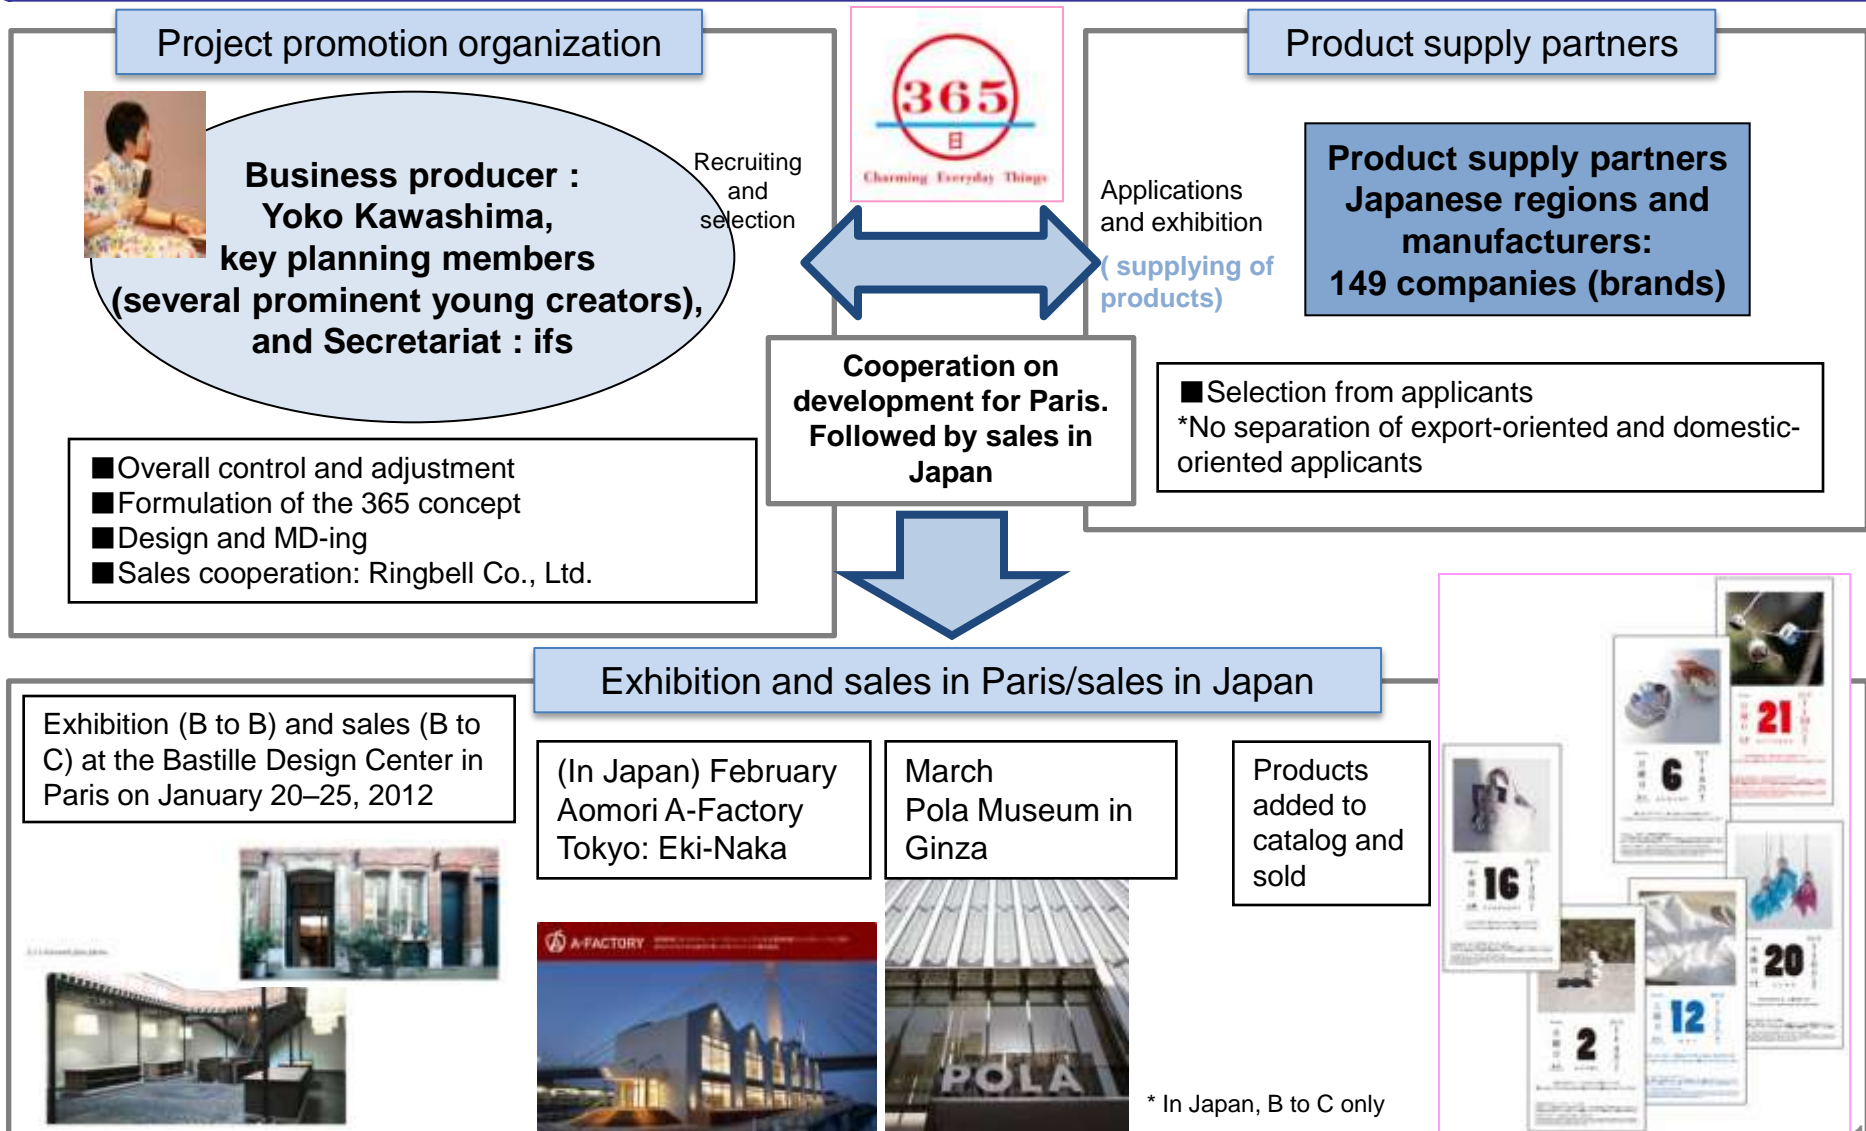 Project promotion organization
Product supply partners
365
日
Charming Everyday Things
Business producer :
Yoko Kawashima,
key planning members
(several prominent young creators),
and Secretariat : ifs
Recruiting
and
selection
Applications
and exhibition
( supplying of
products)
Product supply partners
Japanese regions and
manufacturers:
149 companies (brands)
Cooperation on
development for Paris.
Followed by sales in
Japan
■Selection from applicants
*No separation of export-oriented and domestic-
oriented applicants
■Overall control and adjustment
■Formulation of the 365 concept
■Design and MD-ing
■Sales cooperation: Ringbell Co., Ltd.
Exhibition and sales in Paris/sales in Japan
Exhibition (B to B) and sales (B to
C) at the Bastille Design Center in
Paris on January 20–25, 2012
(In Japan) February
Aomori A-Factory
Tokyo: Eki-Naka
March
Pola Museum in
Ginza
Products
added to
catalog and
sold
A-FACTORY
POLA
* In Japan, B to C only
21
6
16
20
12
2